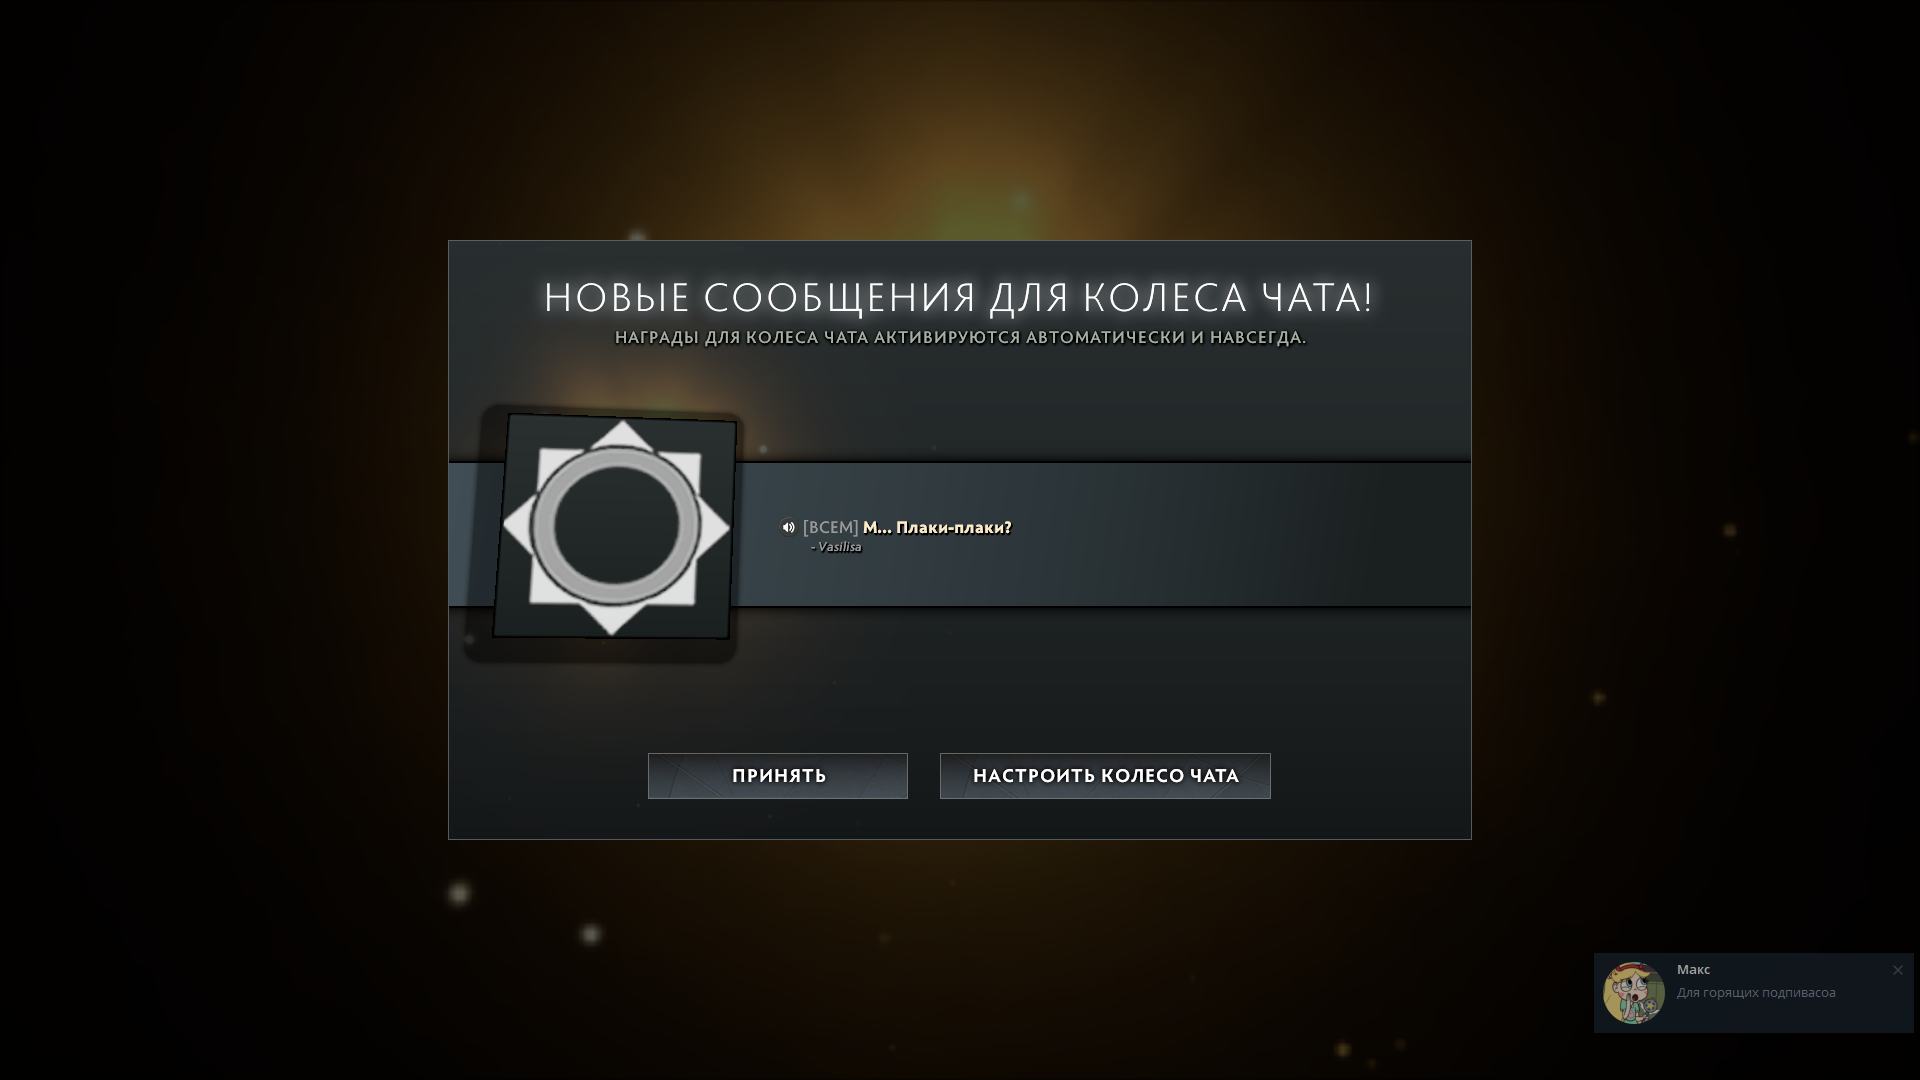 НОВЫЕ СООБЩЕНИЯ ДЛЯ КОЛЕСА ЧАТА!
НАГРАДЫ ДЛЯ КОЛЕСА ЧАТА АКТИВИРУЮТСЯ АВТОМАТИЧЕСКИ И НАВСЕГДА.
[ВСЕМ] М... Плаки-плаки?
- Vasilisa
ПРИНЯТЬ
НАСТРОИТЬ КОЛЕСО ЧАТА
Макс
Для горящих подпивасоа